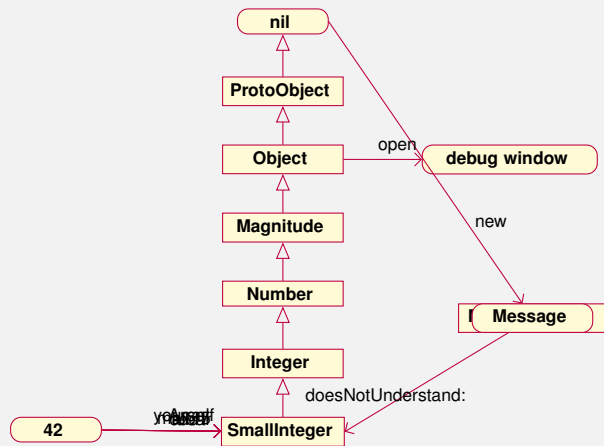 nil
ProtoObject
Object
open
debug window
Magnitude
new
Number
Message
Integer
doesNotUnderstand:
42
SmallInteger